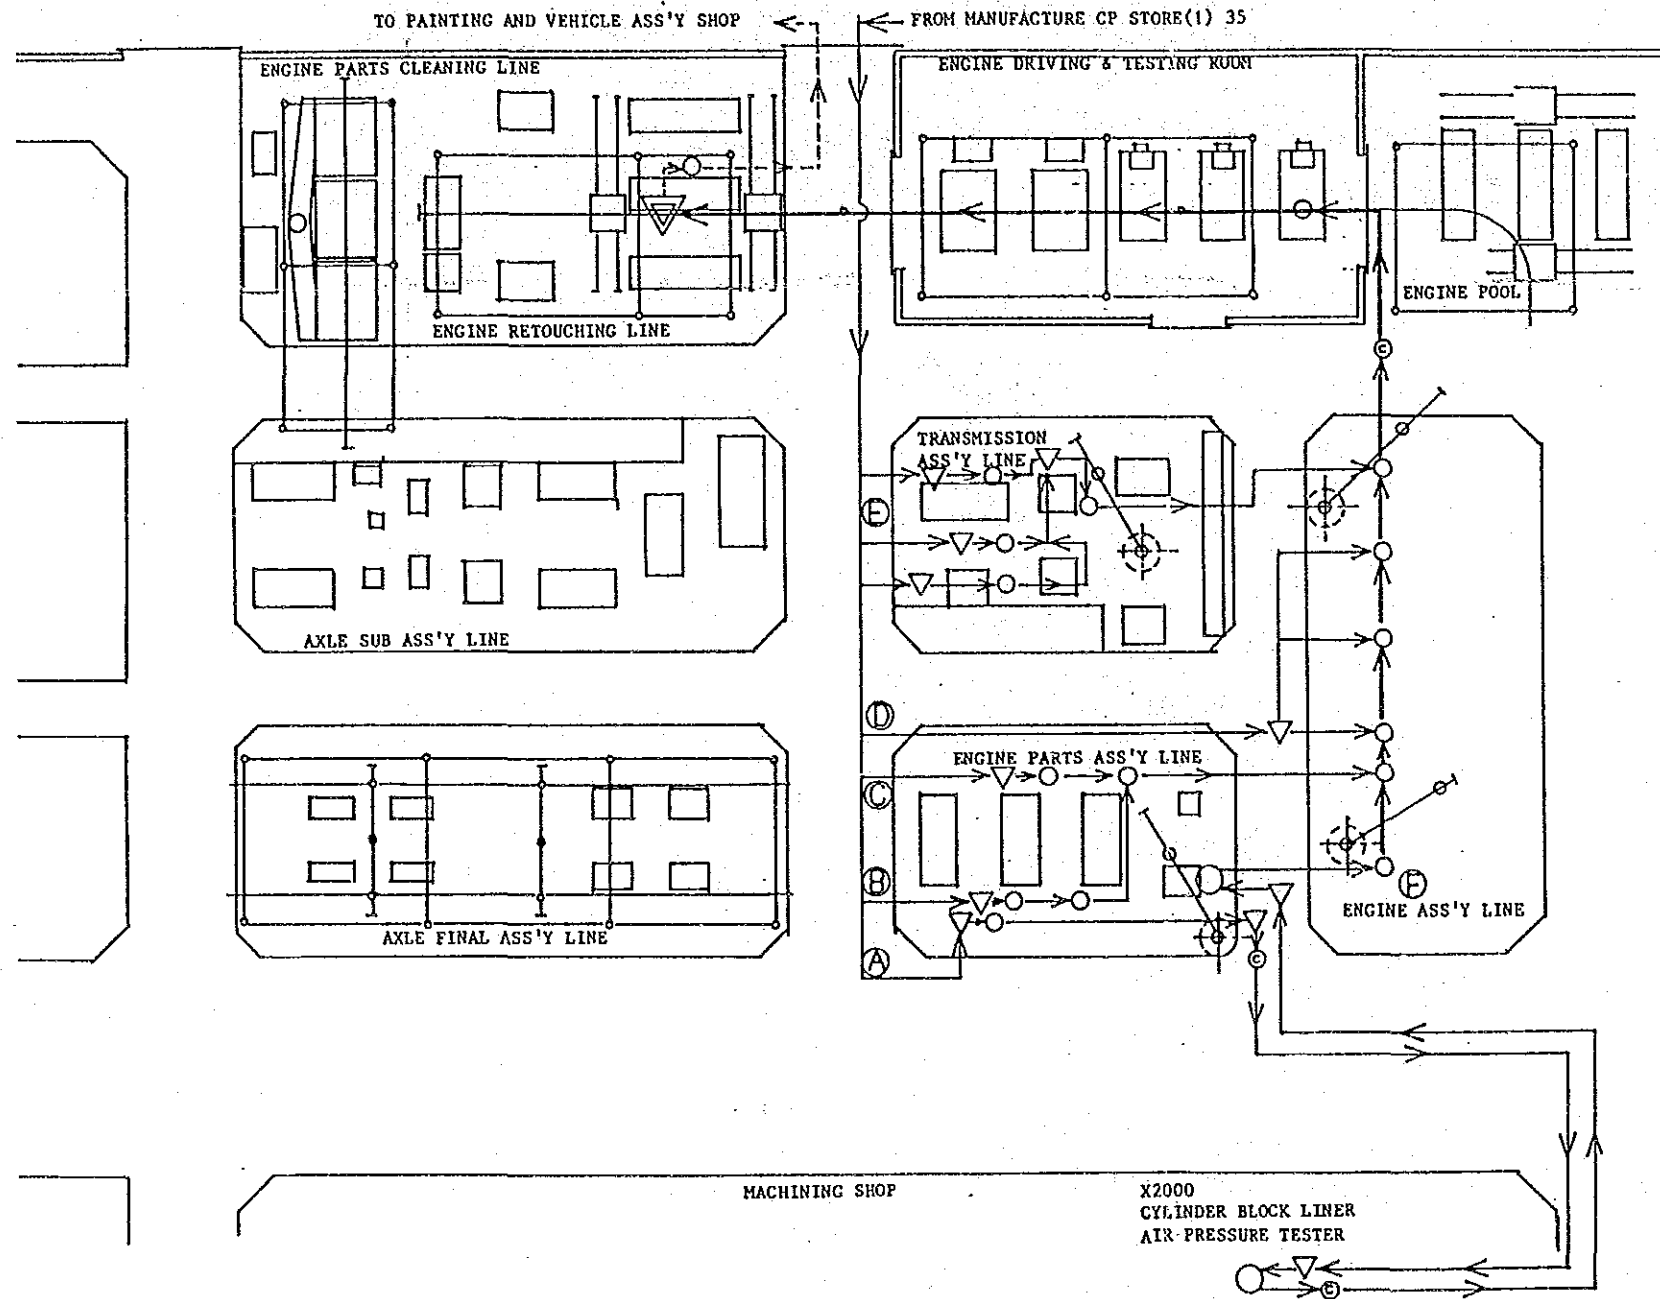 TO PAINTING AND VEHICLE ASS'Y SHOP
FROM MANUFACTURE CP STORE(1) 35
ENGINE PARTS CLEANING LINE
ENGINE DRIVING & TESTING ROOM
ENGINE POOL
ENGINE RETOUCHING LINE
C
TRANSMISSION
ASS'Y LINE
E
AXLE SUB ASS'Y LINE
D
ENGINE PARTS ASS'Y LINE
C
B
F
ENGINE ASS'Y LINE
AXLE FINAL ASS'Y LINE
A
C
MACHINING SHOP
X2000
CYLINDER BLOCK LINER
AIR-PRESSURE TESTER
C